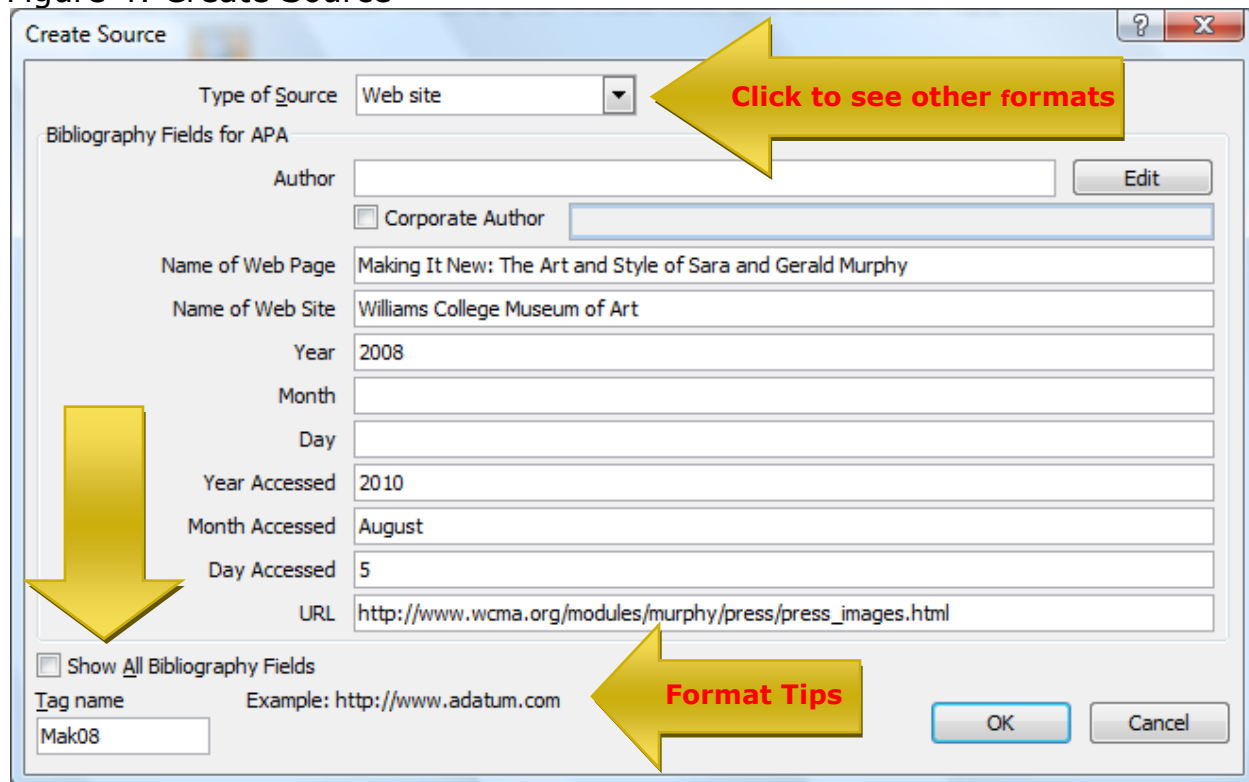 Figure 4: Create Source
Create Source
Type of Source Web site Click to see other formats
Bibliography Fields for APA
Author Edit
Corporate Author
Name of Web Page Making It New: The Art and Style of Sara and Gerald Murphy
Name of Web Site Williams College Museum of Art
Year 2008
Month
Day
Year Accessed 2010
Month Accessed August
Day Accessed 5
URL http://www.wcma.org/modules/murphy/press/press_images.html
Show All Bibliography Fields
Tag name Example: http://www.adatum.com Format Tips
Mak08 OK Cancel